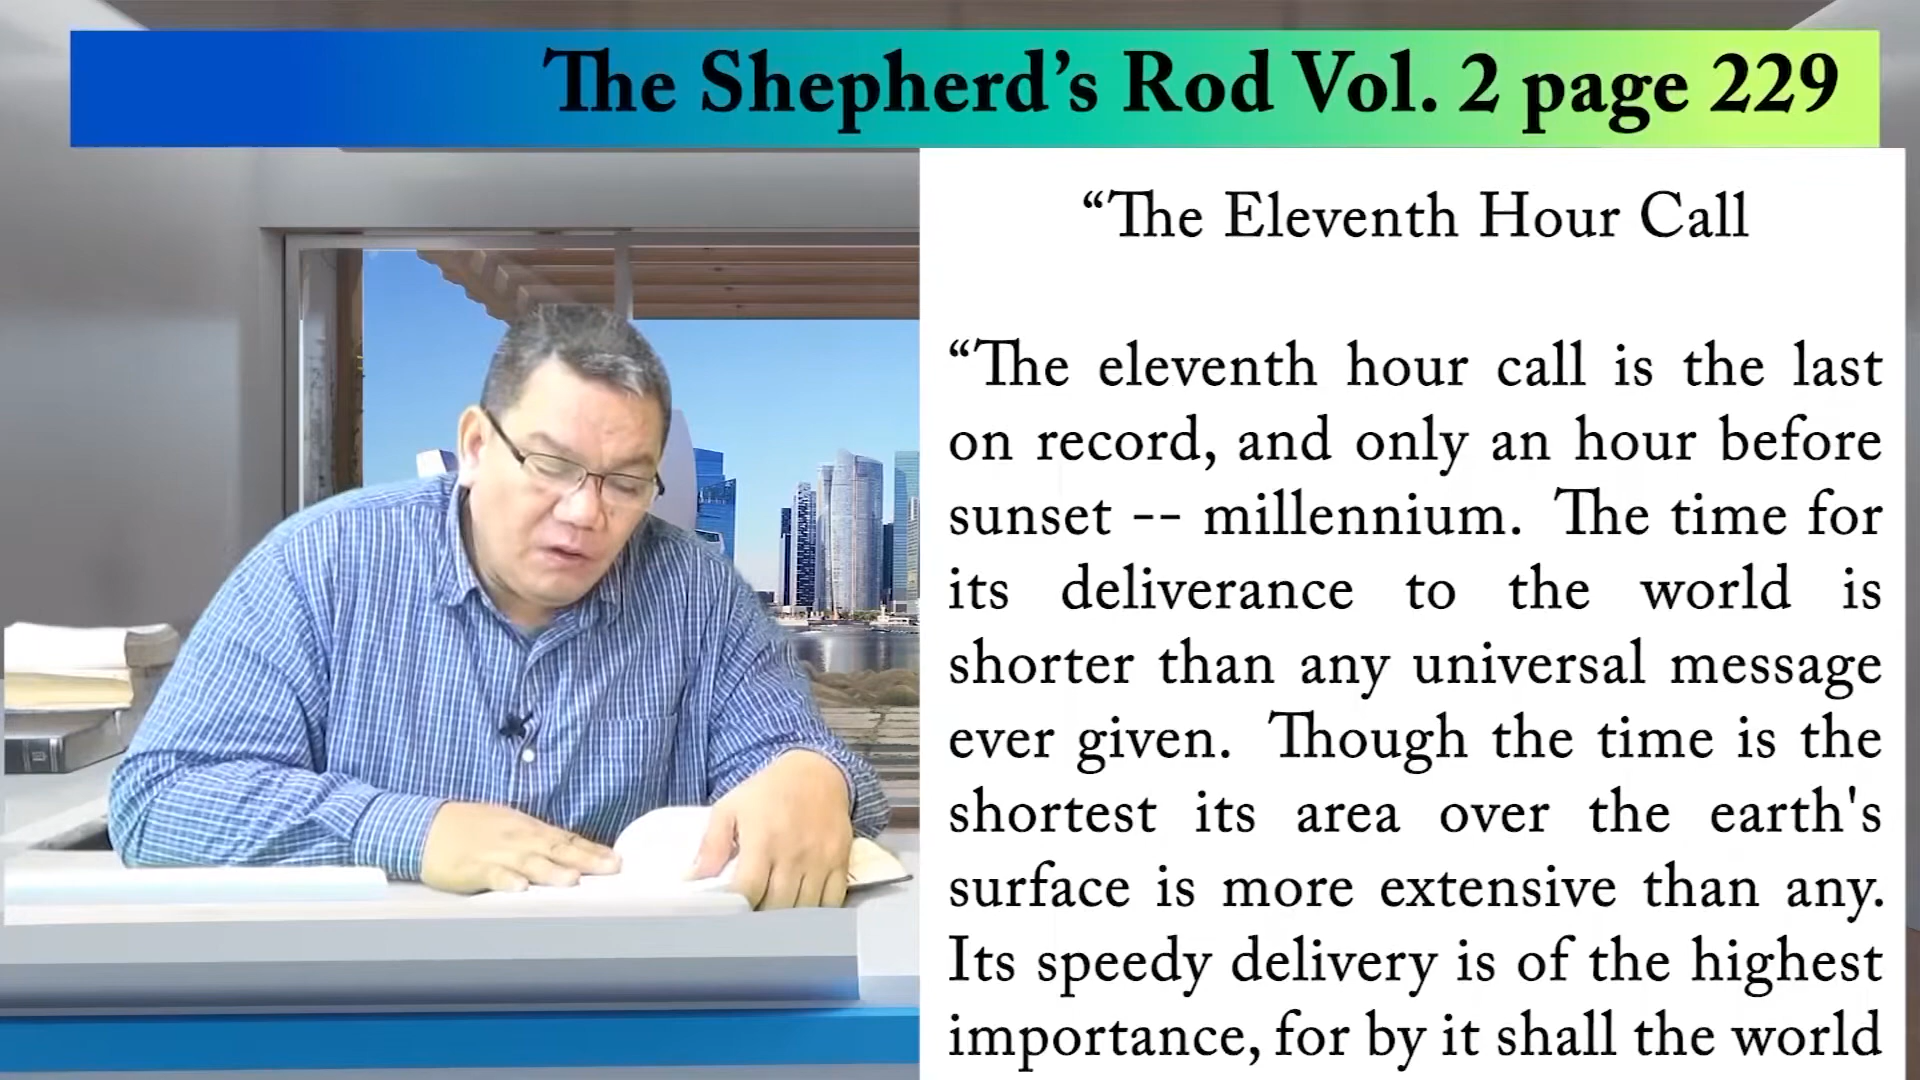 The Shepherd’s Rod Vol. 2 page 229
“The Eleventh Hour Call
“The eleventh hour call is the last
on record, and only an hour before
sunset -- millennium. The time for
its deliverance to the world is
shorter than any universal message
ever given. Though the time is the
shortest its area over the earth's
surface is more extensive than any.
Its speedy delivery is of the highest
importance, for by it shall the world